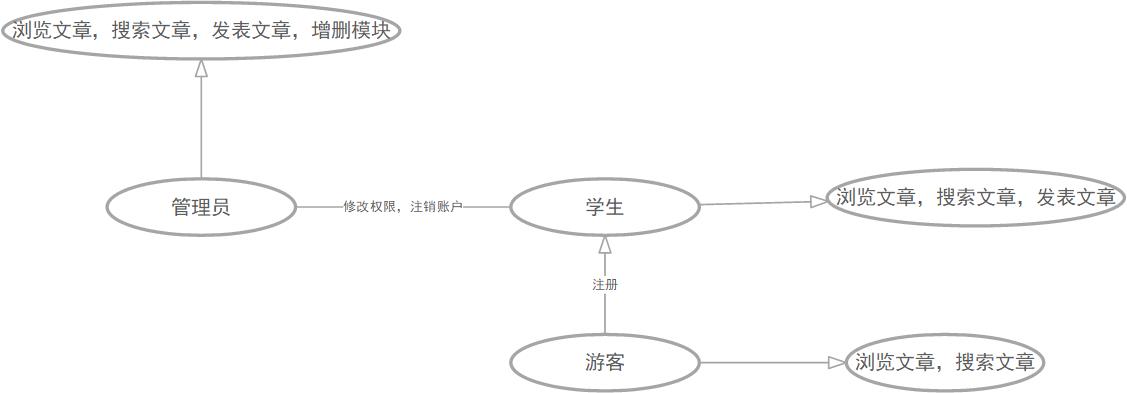 浏览文章，搜索文章，发表文章，增删模块
管理员
修改权限，注销账户
学生
浏览文章，搜索文章，发表文章
注册
游客
浏览文章，搜索文章